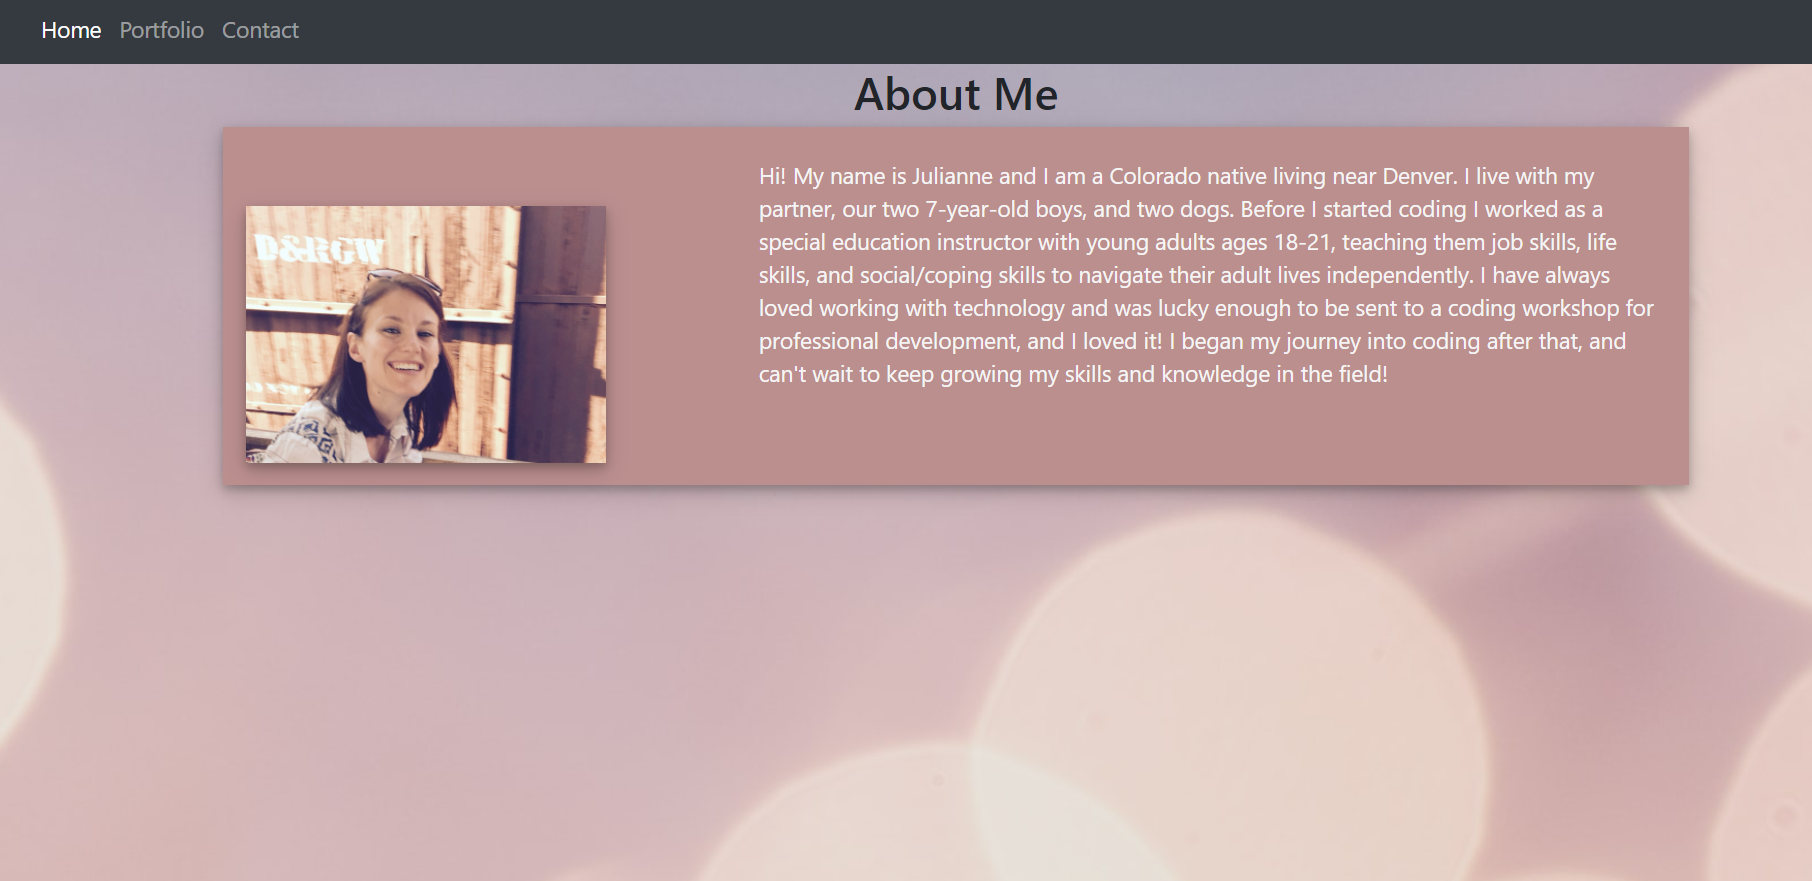 Home Portfolio Contact
About Me
Hi! My name is Julianne and I am a Colorado native living near Denver. I live with my
partner, our two 7-year-old boys, and two dogs. Before I started coding I worked as a
special education instructor with young adults ages 18-21, teaching them job skills, life
skills, and social/coping skills to navigate their adult lives independently. I have always
loved working with technology and was lucky enough to be sent to a coding workshop for
professional development, and I loved it! I began my journey into coding after that, and
can't wait to keep growing my skills and knowledge in the field!